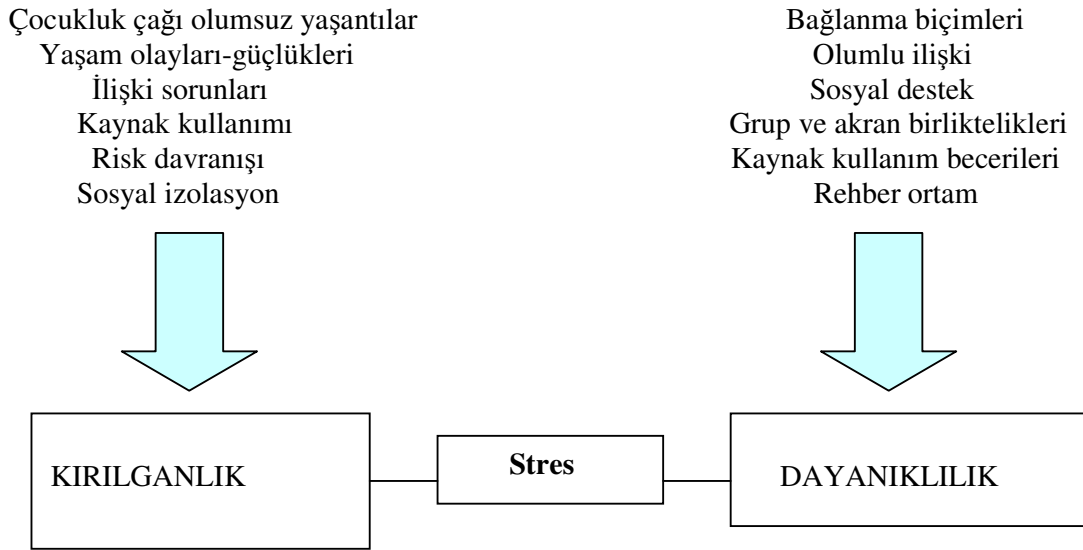 Çocukluk çağı olumsuz yaşantılar
Yaşam olayları-güçlükleri
İlişki sorunları
Kaynak kullanımı
Risk davranışı
Sosyal izolasyon
Bağlanma biçimleri
Olumlu ilişki
Sosyal destek
Grup ve akran birliktelikleri
Kaynak kullanım becerileri
Rehber ortam
KIRILGANLIK
Stres
DAYANIKLILIK